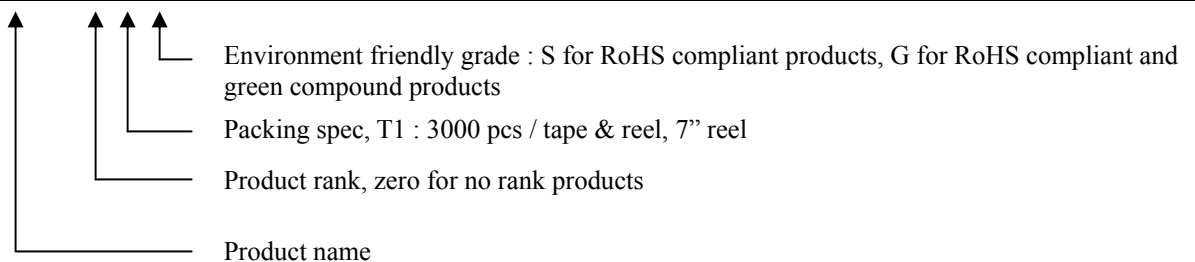 Environment friendly grade : S for RoHS compliant products, G for RoHS compliant and
green compound products
Packing spec, T1 : 3000 pcs / tape & reel, 7” reel
Product rank, zero for no rank products
Product name